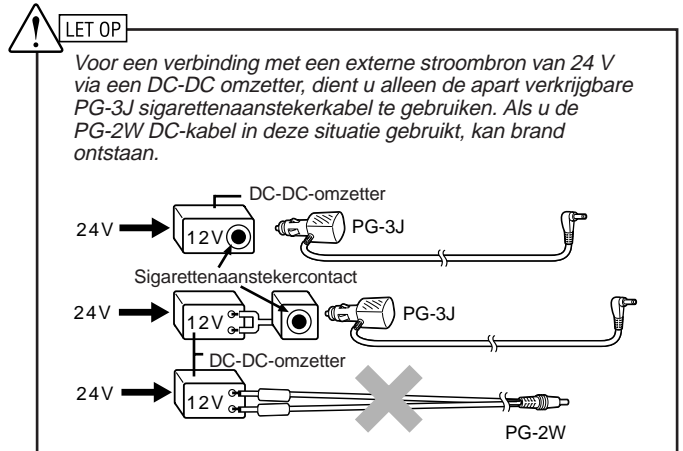 LET OP
Voor een verbinding met een externe stroombron van 24 V
via een DC-DC omzetter, dient u alleen de apart verkrijgbare
PG-3J sigarettenaanstekerkabel te gebruiken. Als u de
PG-2W DC-kabel in deze situatie gebruikt, kan brand
ontstaan.
DC-DC-omzetter
24V
12V
PG-3J
Sigarettenaanstekercontact
24V
12V
PG-3J
DC-DC-omzetter
24V
12V
PG-2W